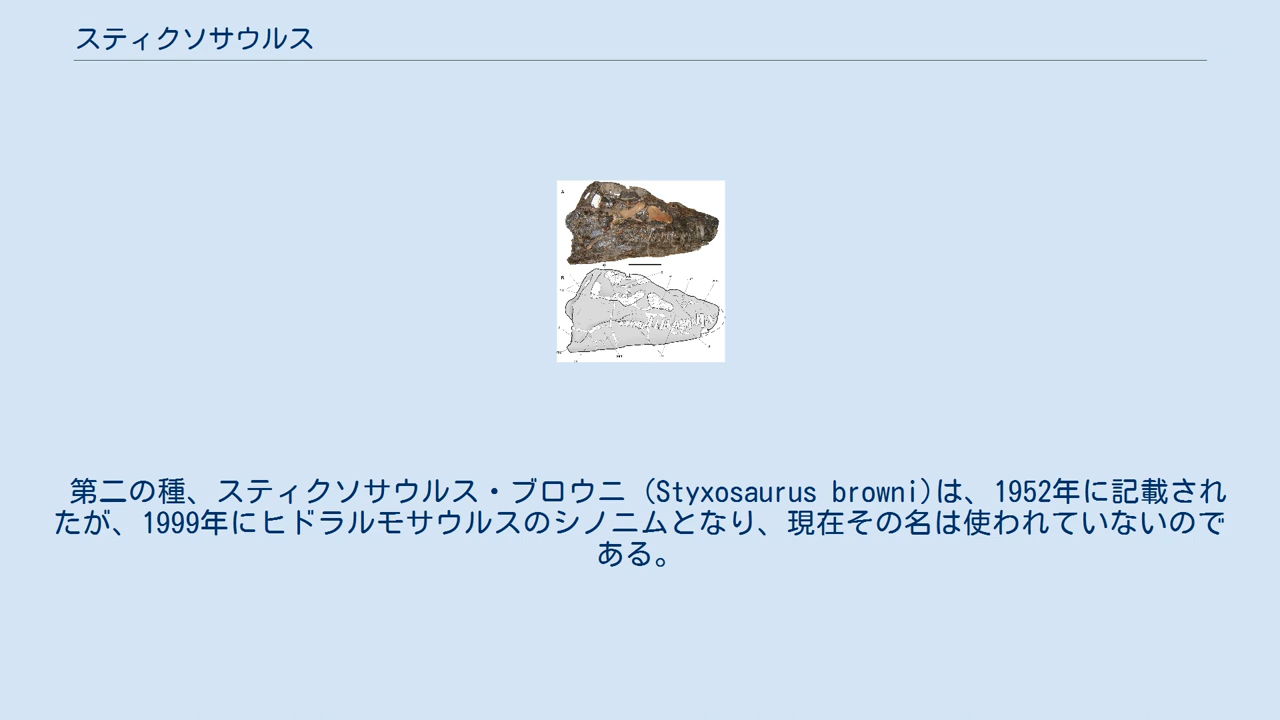 スティクソサウルス
A
B
第二の種、スティクソサウルス・ブロウニ (Styxosaurus browni)は、1952年に記載され
たが、1999年にヒドラルモサウルスのシノニムとなり、現在その名は使われていないので
ある。